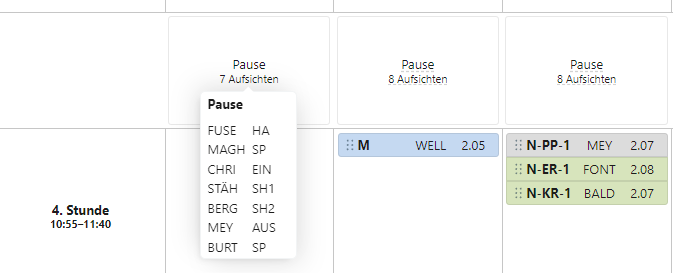 Pause
7 Aufsichten
Pause
8 Aufsichten
Pause
8 Aufsichten
Pause
FUSE HA
MAGH SP
CHRI EIN
STÄH SH1
BERG SH2
MEY AUS
BURT SP
4. Stunde
10:55–11:40
M WELL 2.05
N-PP-1 MEY 2.07
N-ER-1 FONT 2.08
N-KR-1 BALD 2.07